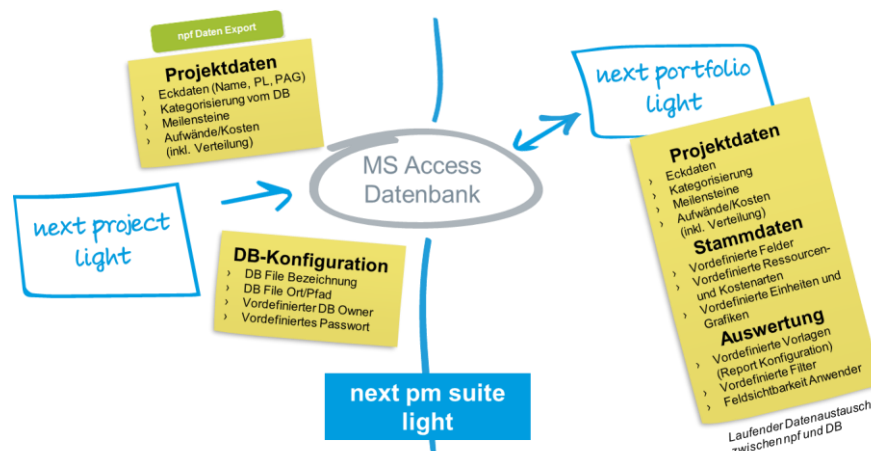 npf Daten Export
Projektdaten
› Eckdaten (Name, PL, PAG)
› Kategorisierung vom DB
› Meilensteine
› Aufwände/Kosten
(inkl. Verteilung)
next project
light
MS Access
Datenbank
DB-Konfiguration
› DB File Bezeichnung
› DB File Ort/Pfad
› Vordefinierter DB Owner
› Vordefiniertes Passwort
next pm suite
light
next portfolio
light
Projektdaten
› Eckdaten
› Kategorisierung
› Meilensteine
› Aufwände/Kosten
(inkl. Verteilung)
Stammdaten
› Vordefinierte Felder
› Vordefinierte Ressourcen-
und Kostenarten
› Vordefinierte Einheiten und
Grafiken
Auswertung
› Vordefinierte Vorlagen
(Report Konfiguration)
› Vordefinierte Filter
› Feldsichtbarkeit Anwender
Laufender Datenaustausch
zwischen npf und DB